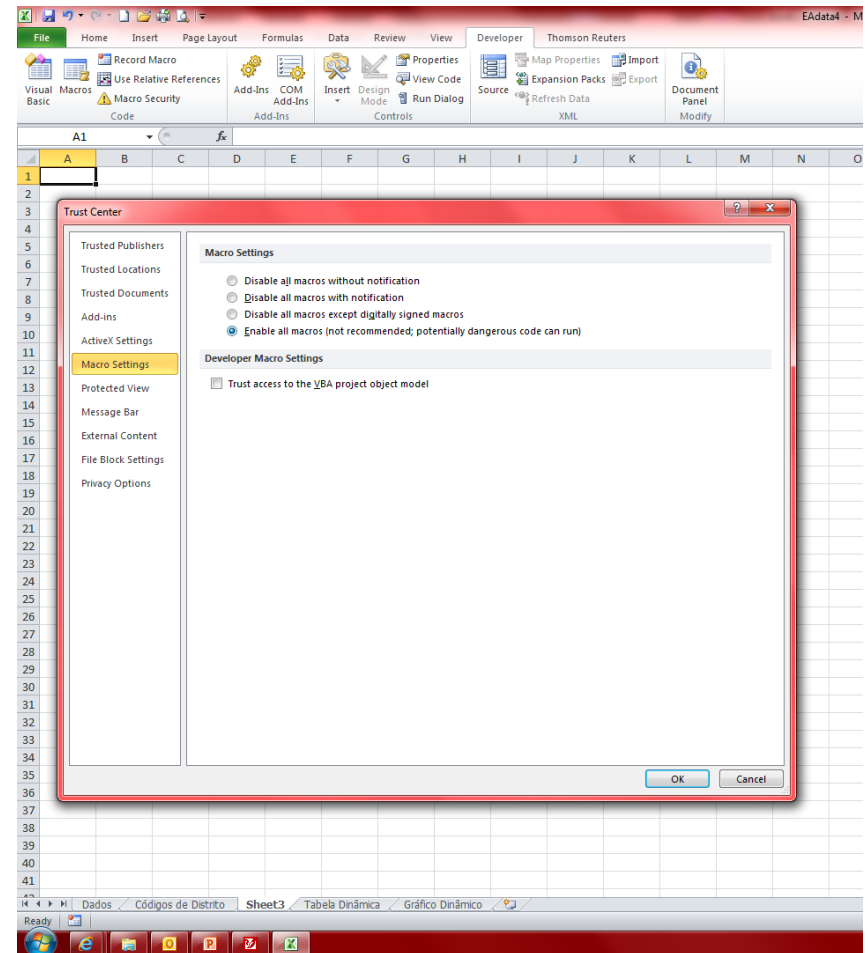 EAdata4 - M
File Home Insert Page Layout Formulas Data Review View Developer Thomson Reuters
Visual Basic
Macros
Record Macro
Use Relative References
Macro Security
Code
Add-Ins
COM Add-Ins
Add-Ins
Insert
Design Mode
Properties
View Code
Run Dialog
Controls
Source
Map Properties
Expansion Packs
Refresh Data
Import
Export
XML
Document Panel
Modify
A1
fx
A B C D E F G H I J K L M N O
1
2
3
4
5
6
7
8
9
10
11
12
13
14
15
16
17
18
19
20
21
22
23
24
25
26
27
28
29
30
31
32
33
34
35
36
37
38
39
40
41
Trust Center
Trusted Publishers
Trusted Locations
Trusted Documents
Add-ins
ActiveX Settings
Macro Settings
Protected View
Message Bar
External Content
File Block Settings
Privacy Options
Macro Settings
Disable all macros without notification
Disable all macros with notification
Disable all macros except digitally signed macros
Enable all macros (not recommended; potentially dangerous code can run)
Developer Macro Settings
Trust access to the VBA project object model
OK Cancel
Dados Códigos de Distrito Sheet3 Tabela Dinâmica Gráfico Dinâmico
Ready